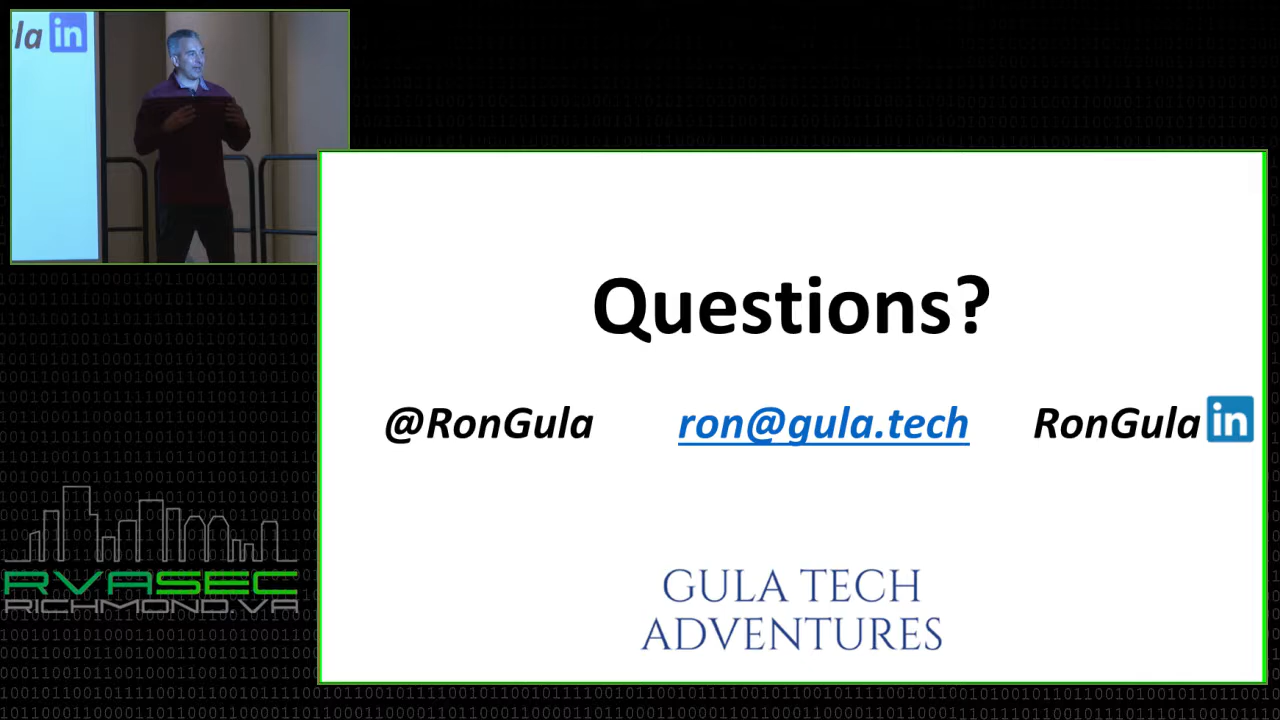 la in
Questions?
@RonGula ron@gula.tech RonGula in
RVASEC
RICHMOND.VA
GULA TECH
ADVENTURES